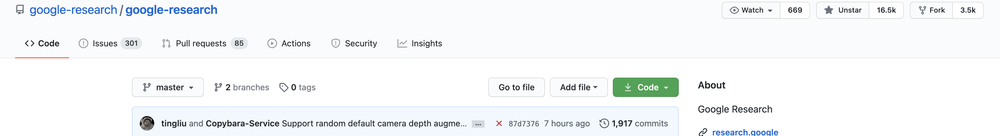 google-research / google-research Watch 669 Unstar 16.5k Fork 3.5k
Code Issues 301 Pull requests 85 Actions Security Insights
master 2 branches 0 tags Go to file Add file Code About
Google Research
tingliu and Copybara-Service Support random default camera depth augme... ... 87d7376 7 hours ago 1,917 commits
research.google